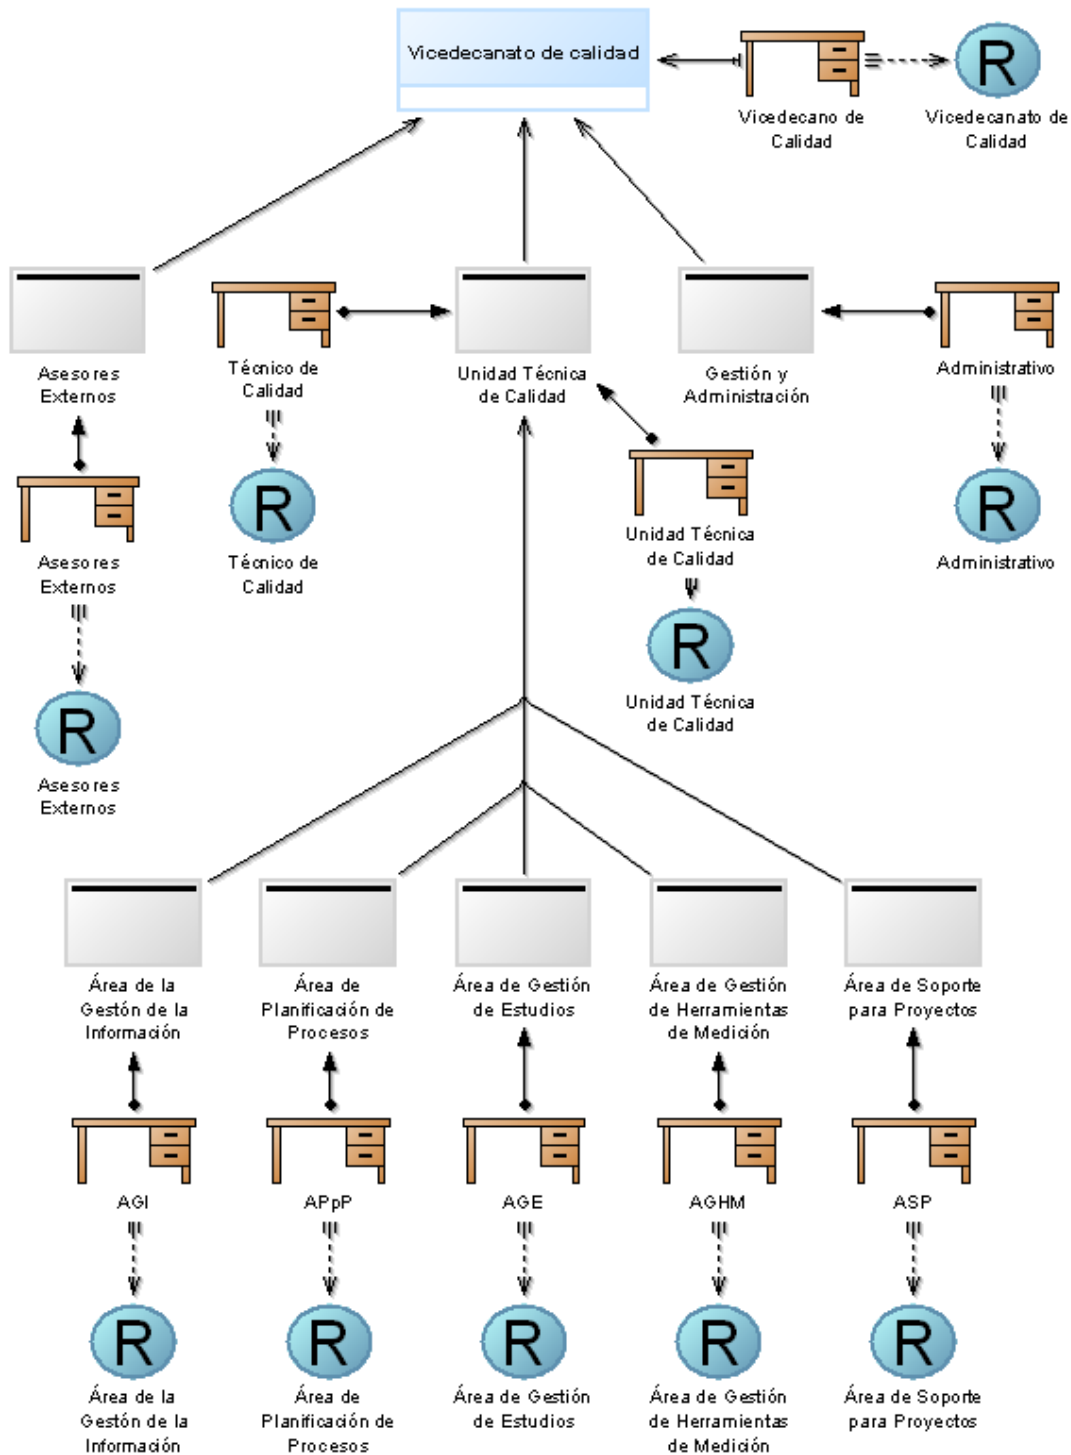 Vicedecanato de calidad
R
Vicedecano de
Calidad
Vicedecanato de
Calidad
Asesores
Externos
Técnico de
Calidad
Unidad Técnica
de Calidad
Gestión y
Administración
Administrativo
R
R
Asesores
Externos
Técnico de
Calidad
Unidad Técnica
de Calidad
Administrativo
R
R
Unidad Técnica
de Calidad
Asesores
Externos
Área de la
Gestón de la
Información
Área de
Planificación de
Procesos
Área de Gestión
de Estudios
Área de Gestión
de Herramientas
de Medición
Área de Soporte
para Proyectos
AGI
APpP
AGE
AGHM
ASP
R
R
R
R
R
Área de la
Gestón de la
Información
Área de
Planificación de
Procesos
Área de Gestión
de Estudios
Área de Gestión
de Herramientas
de Medición
Área de Soporte
para Proyectos